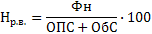 Нр.в. = Фн / (ОПС + ОбС) · 100